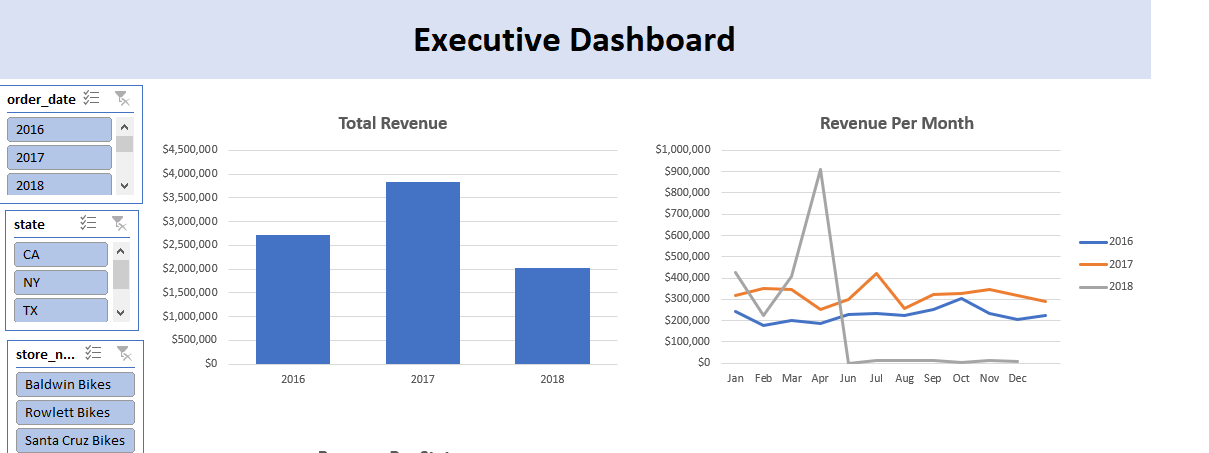 Executive Dashboard
order_date
2016
2017
2018
state
CA
NY
TX
store_n...
Baldwin Bikes
Rowlett Bikes
Santa Cruz Bikes
Total Revenue
$4,500,000
$4,000,000
$3,500,000
$3,000,000
$2,500,000
$2,000,000
$1,500,000
$1,000,000
$500,000
$0
2016 2017 2018
Revenue Per Month
$1,000,000
$900,000
$800,000
$700,000
$600,000
$500,000
$400,000
$300,000
$200,000
$100,000
$0
Jan Feb Mar Apr Jun Jul Aug Sep Oct Nov Dec
2016
2017
2018